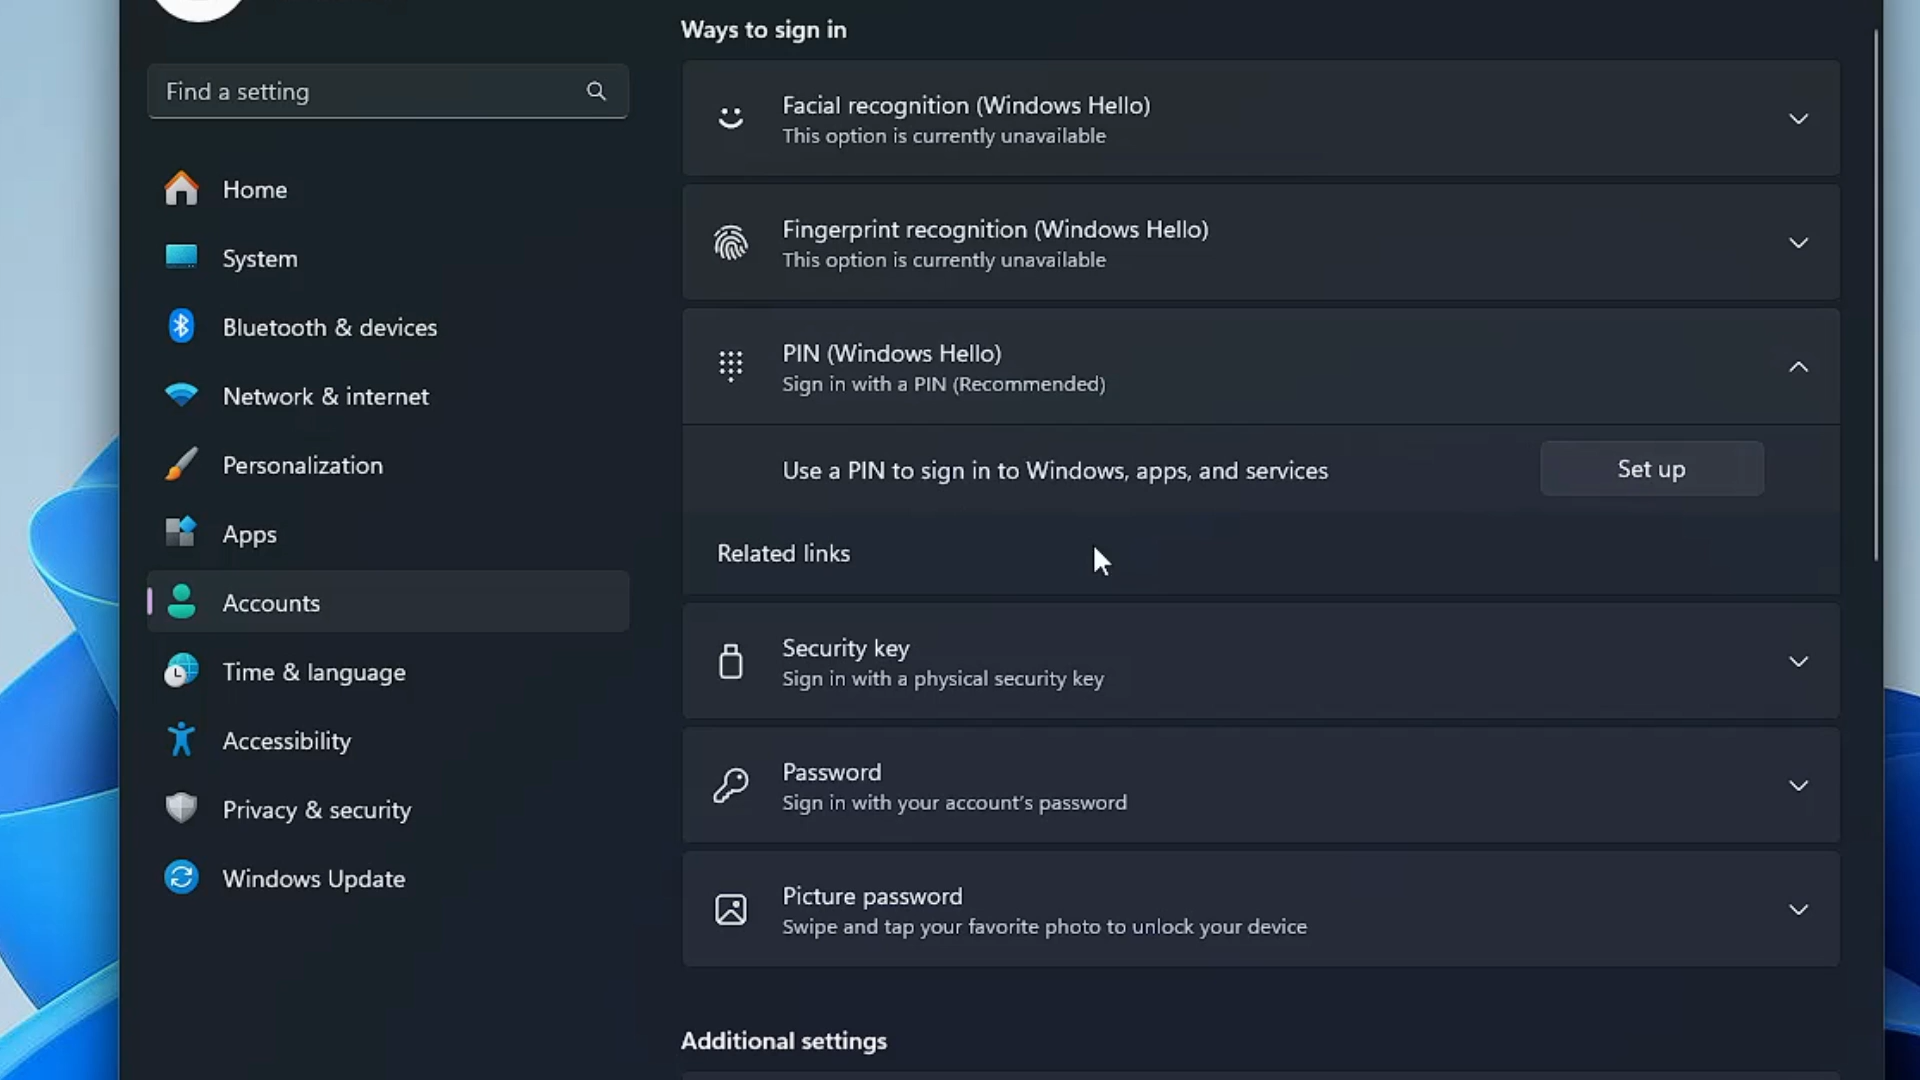 Find a setting
Home
System
Bluetooth & devices
Network & internet
Personalization
Apps
Accounts
Time & language
Accessibility
Privacy & security
Windows Update
Ways to sign in
Facial recognition (Windows Hello)
This option is currently unavailable
Fingerprint recognition (Windows Hello)
This option is currently unavailable
PIN (Windows Hello)
Sign in with a PIN (Recommended)
Use a PIN to sign in to Windows, apps, and services
Set up
Related links
Security key
Sign in with a physical security key
Password
Sign in with your account's password
Picture password
Swipe and tap your favorite photo to unlock your device
Additional settings